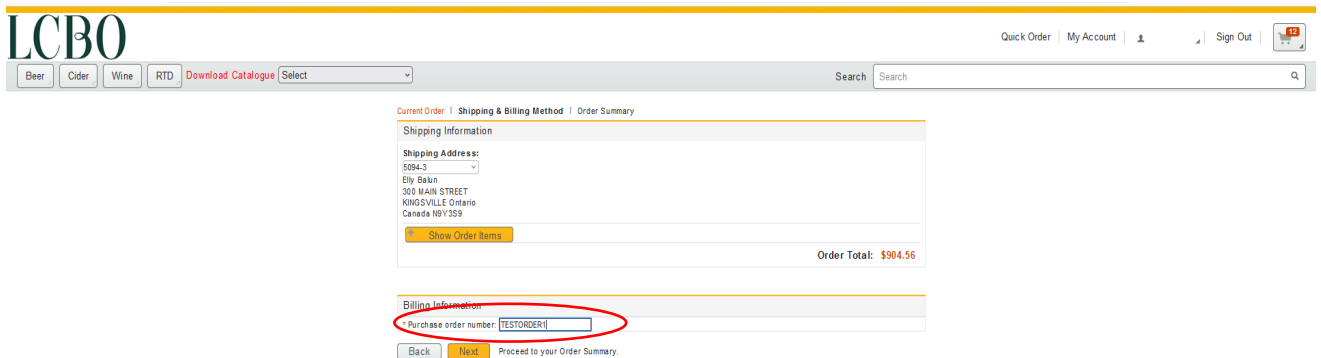 LCBO
Quick Order My Account Sign Out 12
Beer Cider Wine RTD Download Catalogue Select Search Search
Current Order | Shipping & Billing Method | Order Summary
Shipping Information
Shipping Address:
5094-3
Elly Balun
300 MAIN STREET
KINGSVILLE Ontario
Canada N9Y3S9
+ Show Order Items
Order Total: $904.56
Billing Information
* Purchase order number: TESTORDER1
Back Next Proceed to your Order Summary.